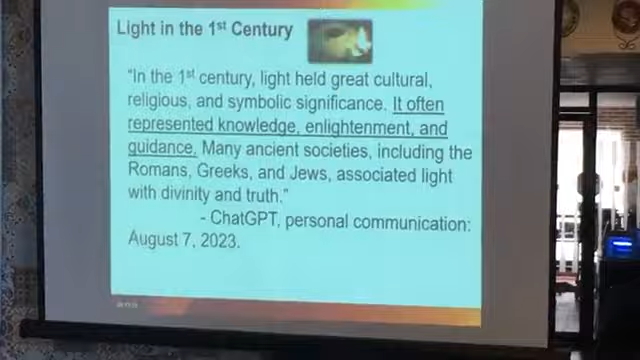 Light in the 1st Century
“In the 1st century, light held great cultural,
religious, and symbolic significance. It often
represented knowledge, enlightenment, and
guidance. Many ancient societies, including the
Romans, Greeks, and Jews, associated light
with divinity and truth.”
- ChatGPT, personal communication:
August 7, 2023.